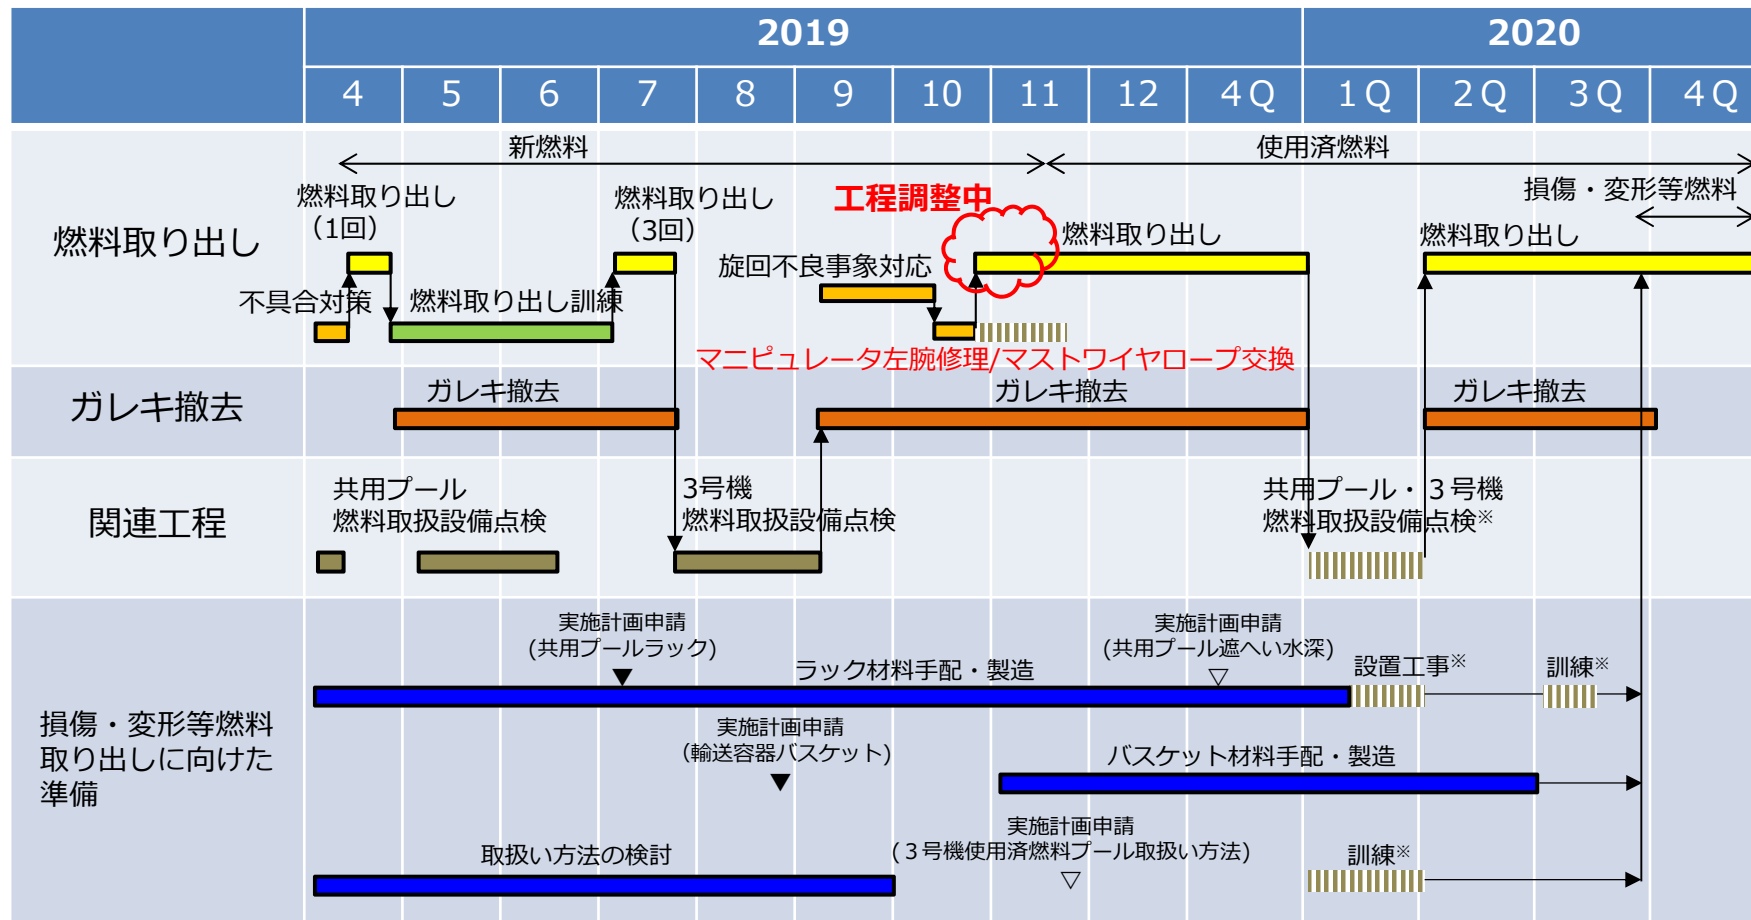 2019
2020
4
5
6
7
8
9
10
11
12
４Q
１Q
２Q
３Q
４Q
燃料取り出し
新燃料
使用済燃料
損傷・変形等燃料
燃料取り出し
（1回）
燃料取り出し
（3回）
工程調整中
燃料取り出し
燃料取り出し
旋回不良事象対応
不具合対策
燃料取り出し訓練
マニピュレータ左腕修理/マストワイヤロープ交換
ガレキ撤去
ガレキ撤去
ガレキ撤去
ガレキ撤去
関連工程
共用プール
燃料取扱設備点検
3号機
燃料取扱設備点検
共用プール・３号機
燃料取扱設備点検※
損傷・変形等燃料
取り出しに向けた
準備
実施計画申請
(共用プールラック)
▼
ラック材料手配・製造
実施計画申請
(共用プール遮へい水深)
▽
設置工事※
訓練※
実施計画申請
(輸送容器バスケット)
▼
バスケット材料手配・製造
取扱い方法の検討
実施計画申請
(３号機使用済燃料プール取扱い方法)
▽
訓練※